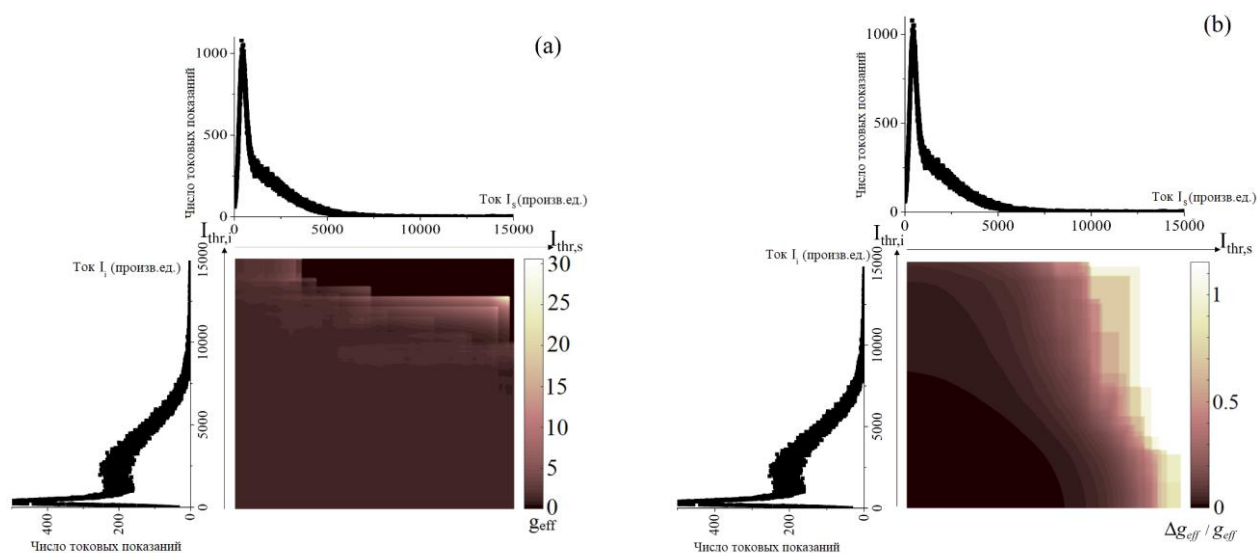 (a)
Число токовых показаний
1000
500
0
Ток I_s (произв.ед.)
0 5000 10000 15000
I_thr,i
I_thr,s
Ток I_i (произв.ед.)
15000
10000
5000
0
400 200 0
Число токовых показаний
30
25
20
15
10
5
0
g_eff
(b)
Число токовых показаний
1000
500
0
Ток I_s (произв.ед.)
0 5000 10000 15000
I_thr,i
I_thr,s
Ток I_i (произв.ед.)
15000
10000
5000
0
400 200 0
Число токовых показаний
1
0.5
0
Δg_eff / g_eff